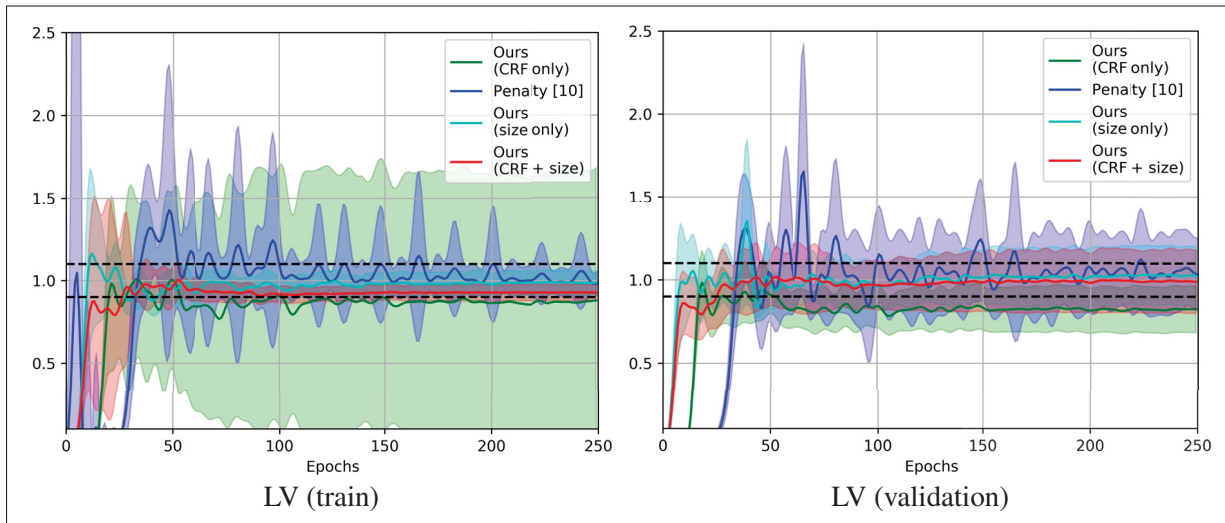 2.5
2.0
1.5
1.0
0.5
0
50
100
150
200
250
Epochs
Ours
(CRF only)
Penalty [10]
Ours
(size only)
Ours
(CRF + size)
LV (train)
2.5
2.0
1.5
1.0
0.5
0
50
100
150
200
250
Epochs
Ours
(CRF only)
Penalty [10]
Ours
(size only)
Ours
(CRF + size)
LV (validation)